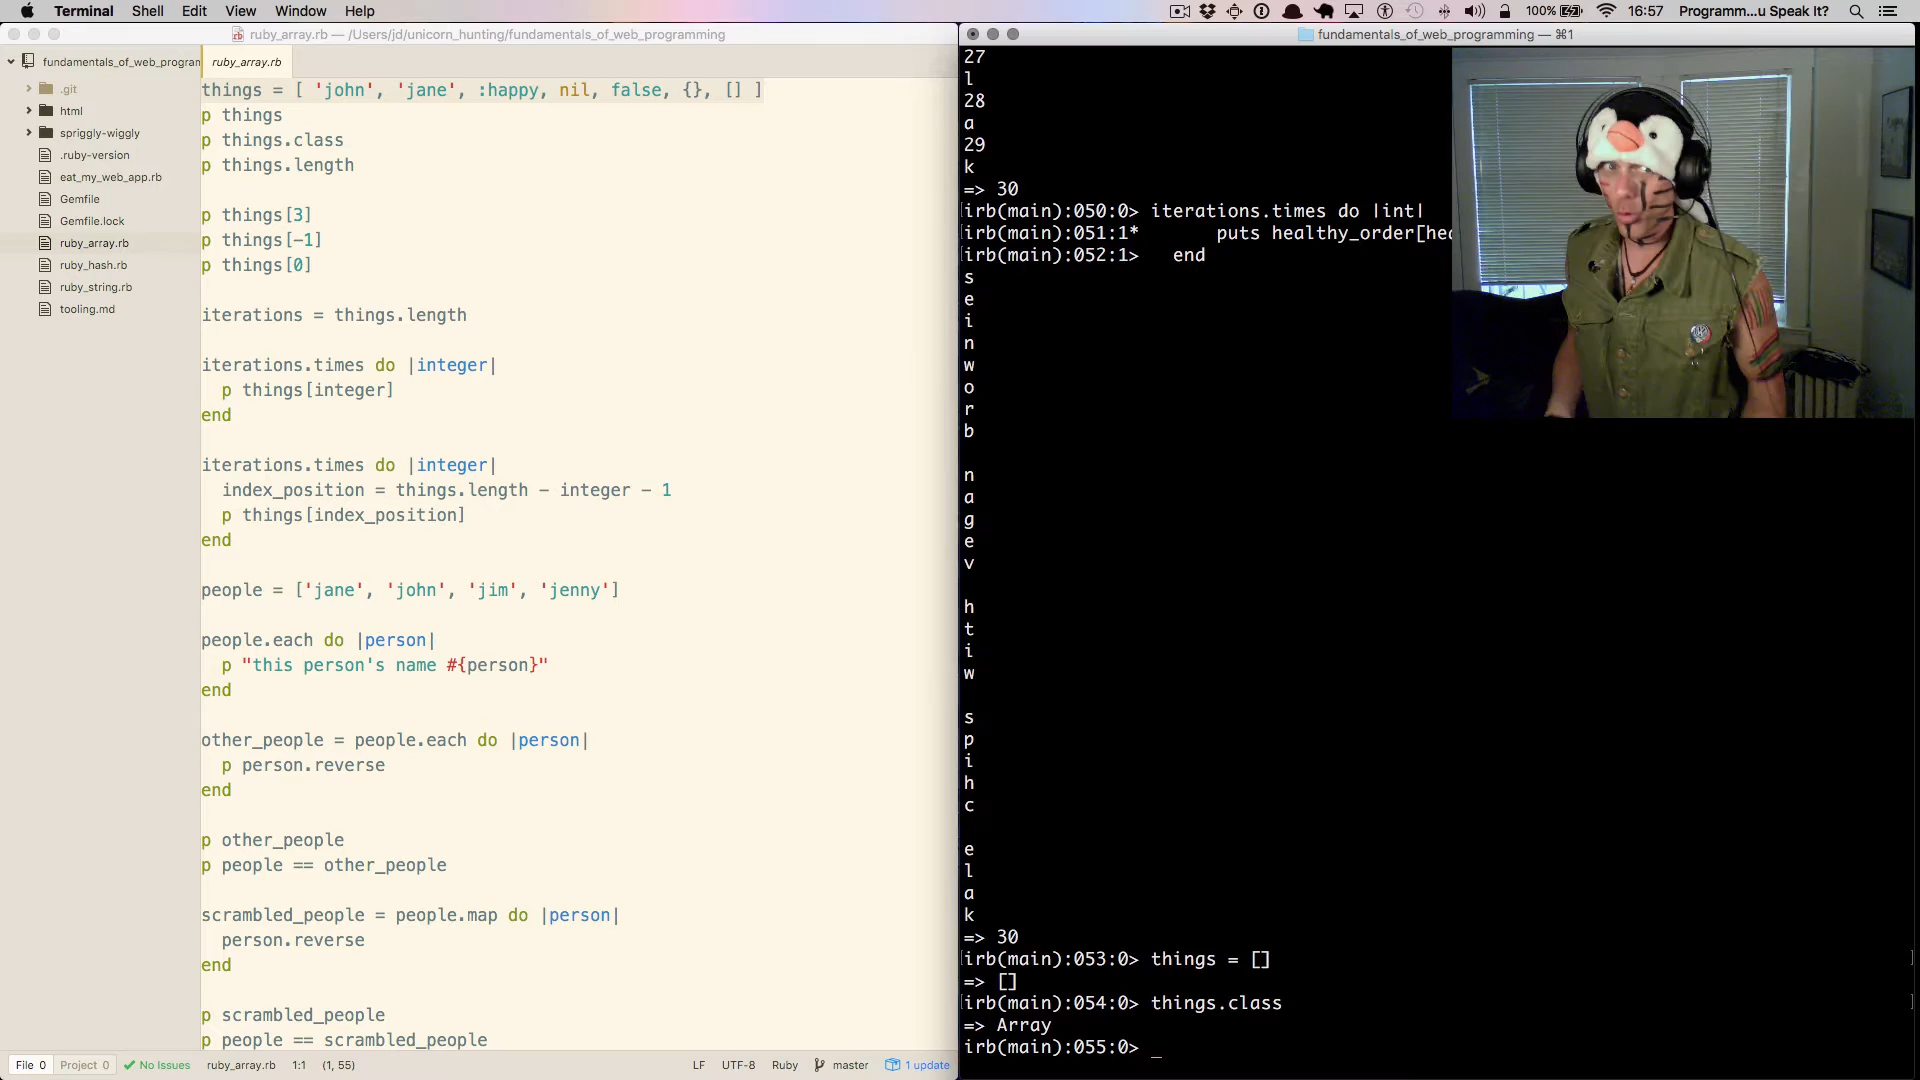 Terminal Shell Edit View Window Help
100% 16:57 Programm...u Speak It?
ruby_array.rb — /Users/jd/unicorn_hunting/fundamentals_of_web_programming
fundamentals_of_web_program
.git
html
spriggly-wiggly
.ruby-version
eat_my_web_app.rb
Gemfile
Gemfile.lock
ruby_array.rb
ruby_hash.rb
ruby_string.rb
tooling.md
ruby_array.rb
things = [ 'john', 'jane', :happy, nil, false, {}, [] ]
p things
p things.class
p things.length
p things[3]
p things[-1]
p things[0]
iterations = things.length
iterations.times do |integer|
p things[integer]
end
iterations.times do |integer|
index_position = things.length - integer - 1
p things[index_position]
end
people = ['jane', 'john', 'jim', 'jenny']
people.each do |person|
p "this person's name #{person}"
end
other_people = people.each do |person|
p person.reverse
end
p other_people
p people == other_people
scrambled_people = people.map do |person|
person.reverse
end
p scrambled_people
p people == scrambled_people
File 0 Project 0 No Issues ruby_array.rb 1:1 (1, 55) LF UTF-8 Ruby master 1 update
fundamentals_of_web_programming — ⌘1
27
l
28
a
29
k
=> 30
irb(main):050:0> iterations.times do |int|
irb(main):051:1* puts healthy_order[hea
irb(main):052:1> end
s
e
i
n
w
o
r
b
n
a
g
e
v
h
t
i
w
s
p
i
h
c
e
l
a
k
=> 30
irb(main):053:0> things = []
=> []
irb(main):054:0> things.class
=> Array
irb(main):055:0> _